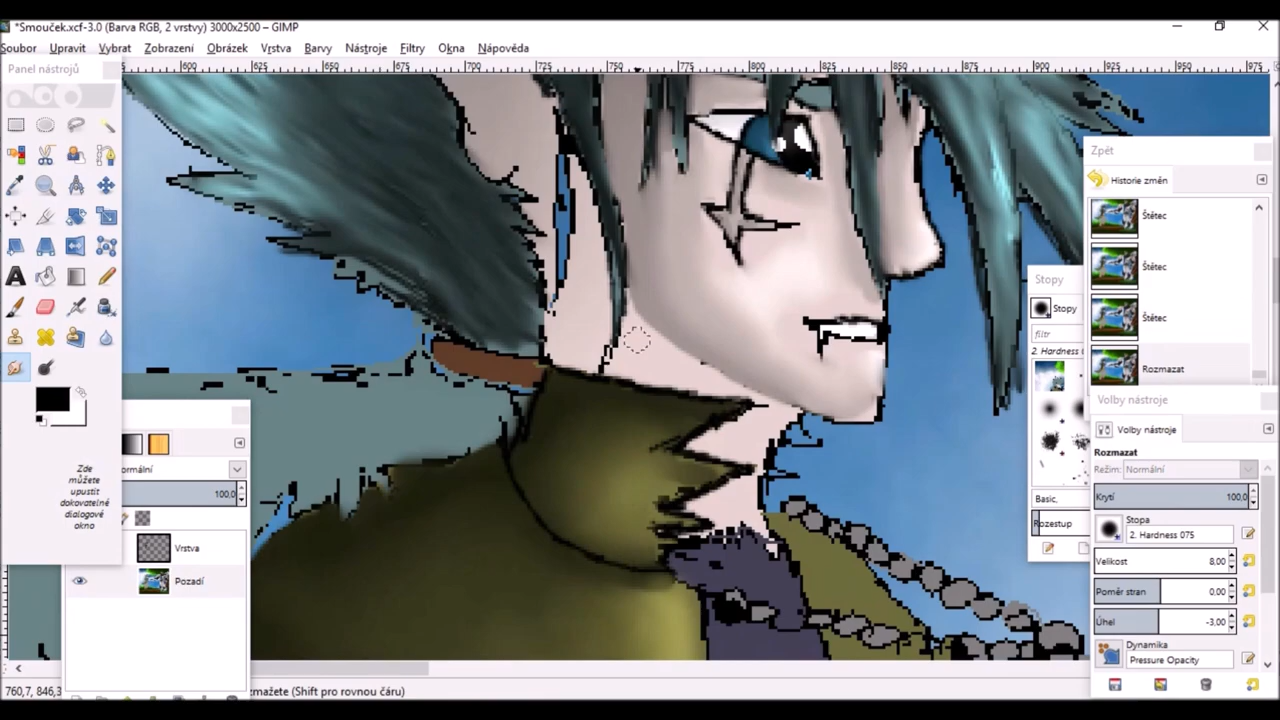 *Smouček.xcf-3.0 (Barva RGB, 2 vrstvy) 3000x2500 – GIMP
Soubor Upravit Vybrat Zobrazení Obrázek Vrstva Barvy Nástroje Filtry Okna Nápověda
Panel nástrojů
600 625 650 675 700 725 750 775 800 825 850 875 900 925 950 975
Zpět
Historie změn
Štětec
Štětec
Štětec
Rozmazat
Stopy
Stopy
filtr
2. Hardness 0
Basic,
Rozestup
Volby nástroje
Volby nástroje
Rozmazat
Režim: Normální
Krytí 100,0
Stopa
2. Hardness 075
Velikost 8,00
Poměr stran 0,00
Úhel -3,00
Dynamika
Pressure Opacity
Zde
můžete
upustit
dokovatelné
dialogové
okno
ormální
100,0
Vrstva
Pozadí
760,7, 846,3
zmažete (Shift pro rovnou čáru)